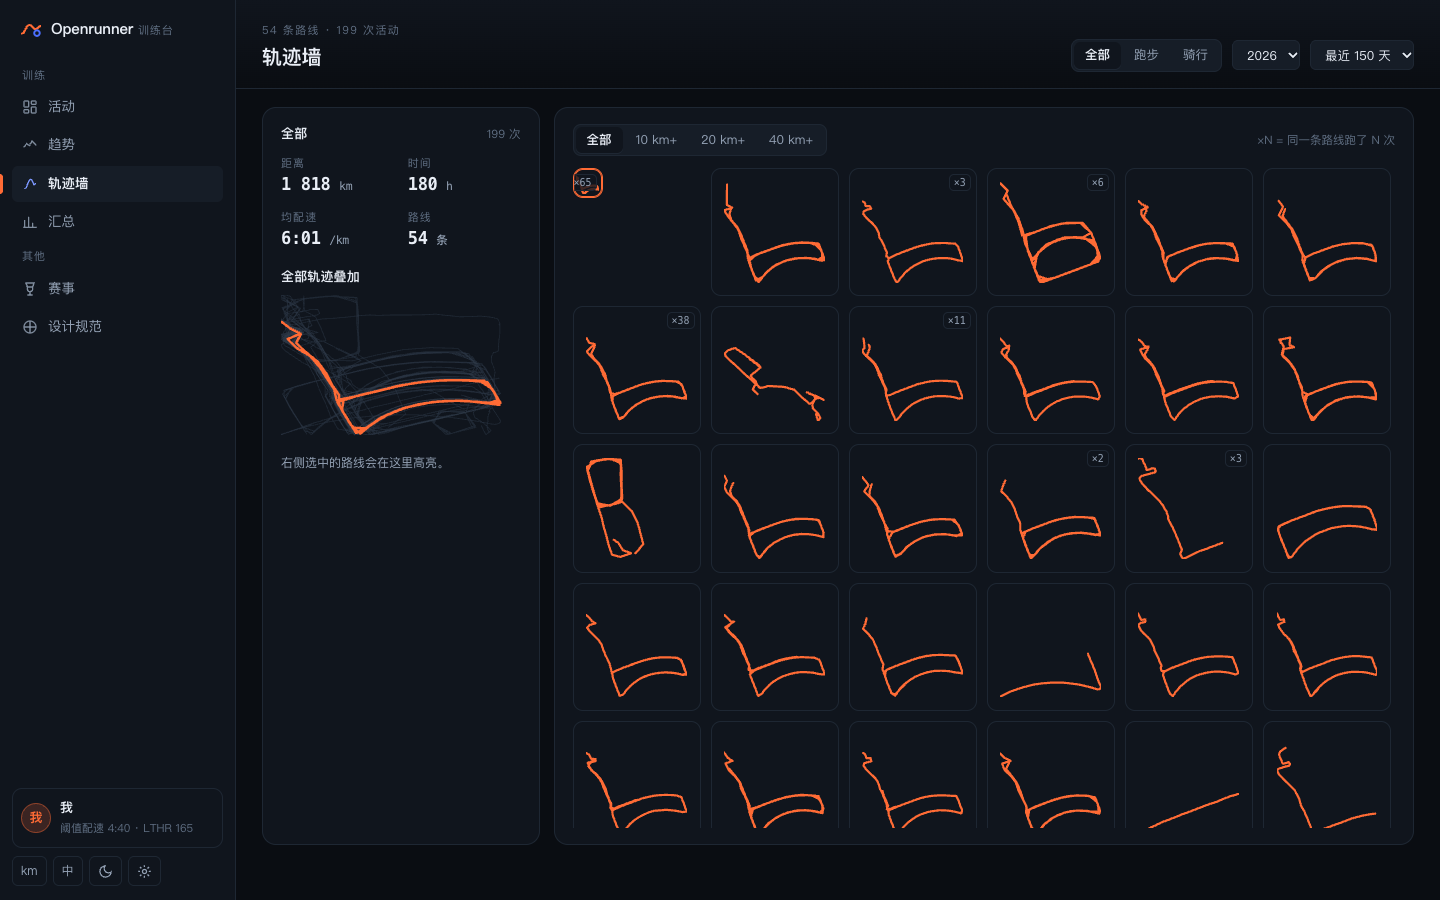 Openrunner 训练台
训练
活动
趋势
轨迹墙
汇总
其他
赛事
设计规范
我
我
阈值配速 4:40 · LTHR 165
km
中
54 条路线 · 199 次活动
轨迹墙
全部
跑步
骑行
2026
最近 150 天
全部
199 次
距离
时间
1 818 km
180 h
均配速
路线
6:01 /km
54 条
全部轨迹叠加
右侧选中的路线会在这里高亮。
全部
10 km+
20 km+
40 km+
×N = 同一条路线跑了 N 次
×65
×3
×6
×38
×11
×2
×3